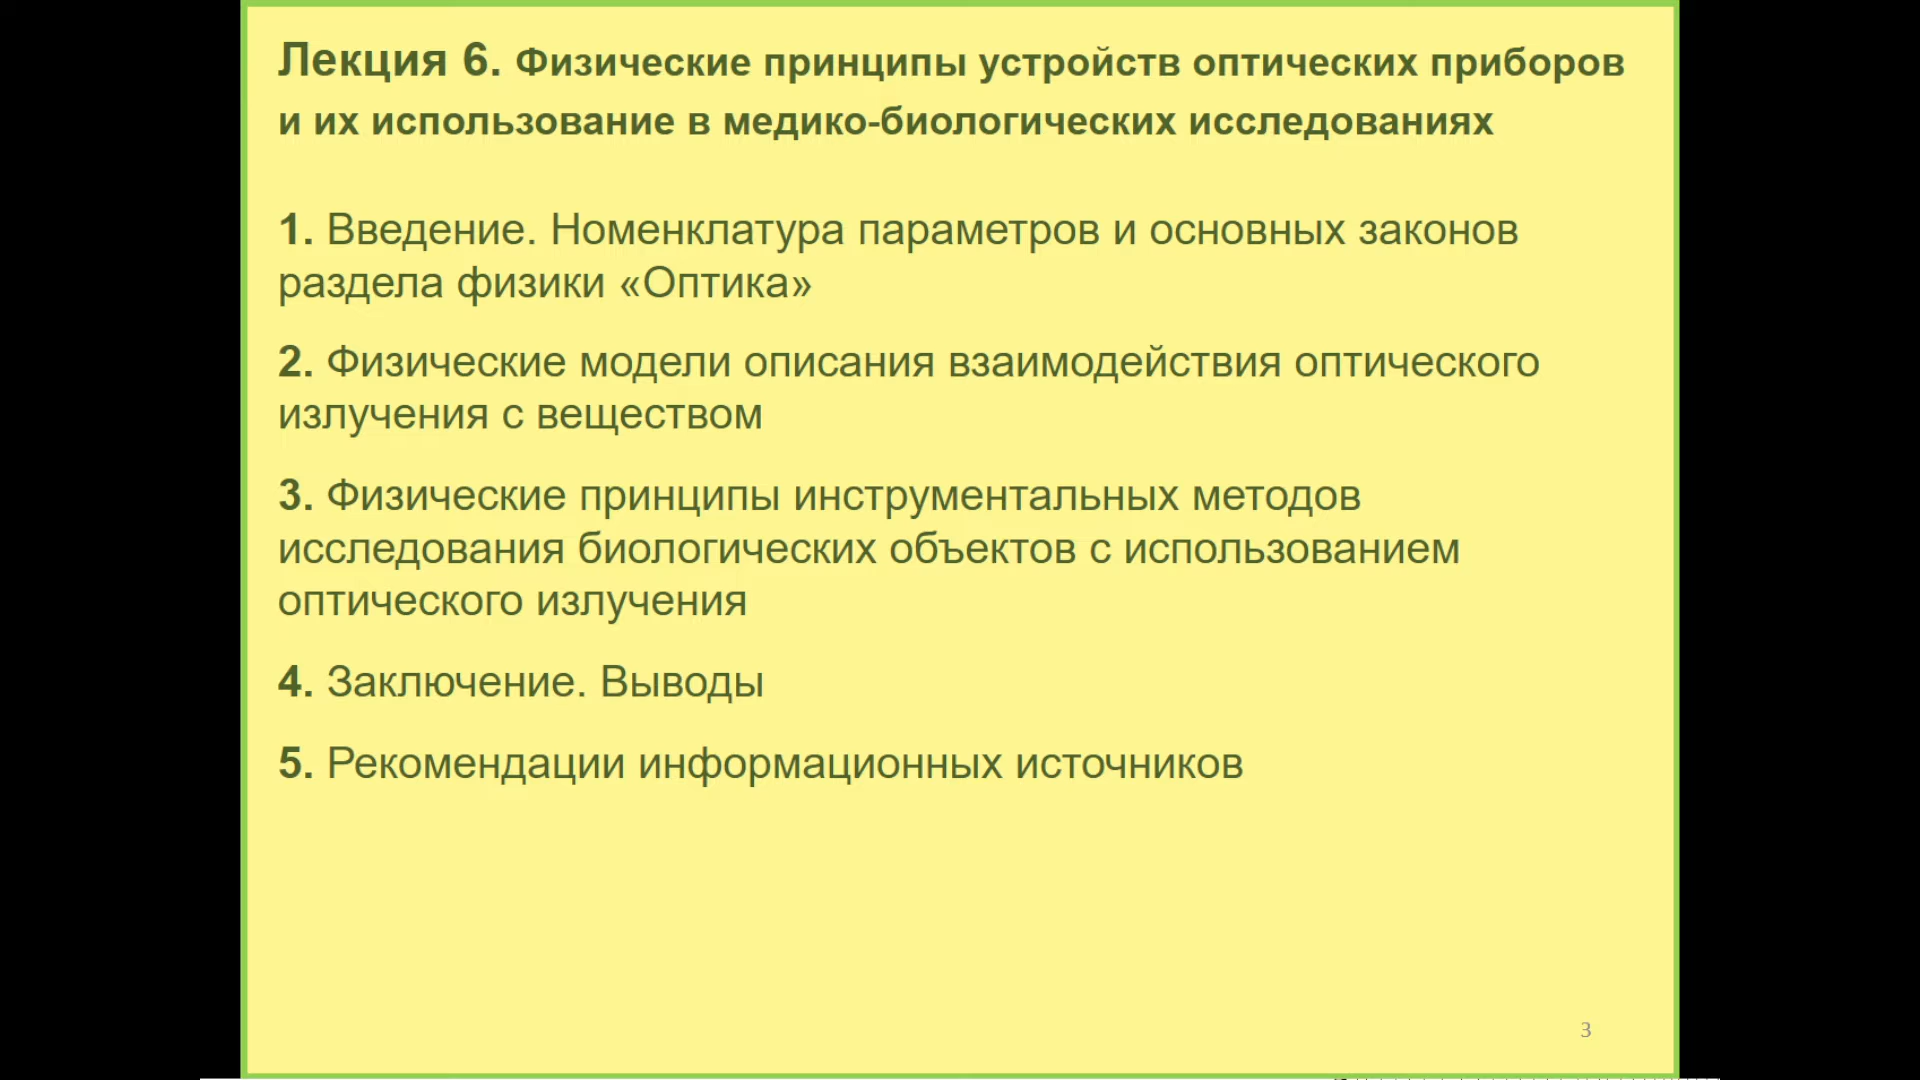 Лекция 6. Физические принципы устройств оптических приборов
и их использование в медико-биологических исследованиях
1. Введение. Номенклатура параметров и основных законов
раздела физики «Оптика»
2. Физические модели описания взаимодействия оптического
излучения с веществом
3. Физические принципы инструментальных методов
исследования биологических объектов с использованием
оптического излучения
4. Заключение. Выводы
5. Рекомендации информационных источников
3